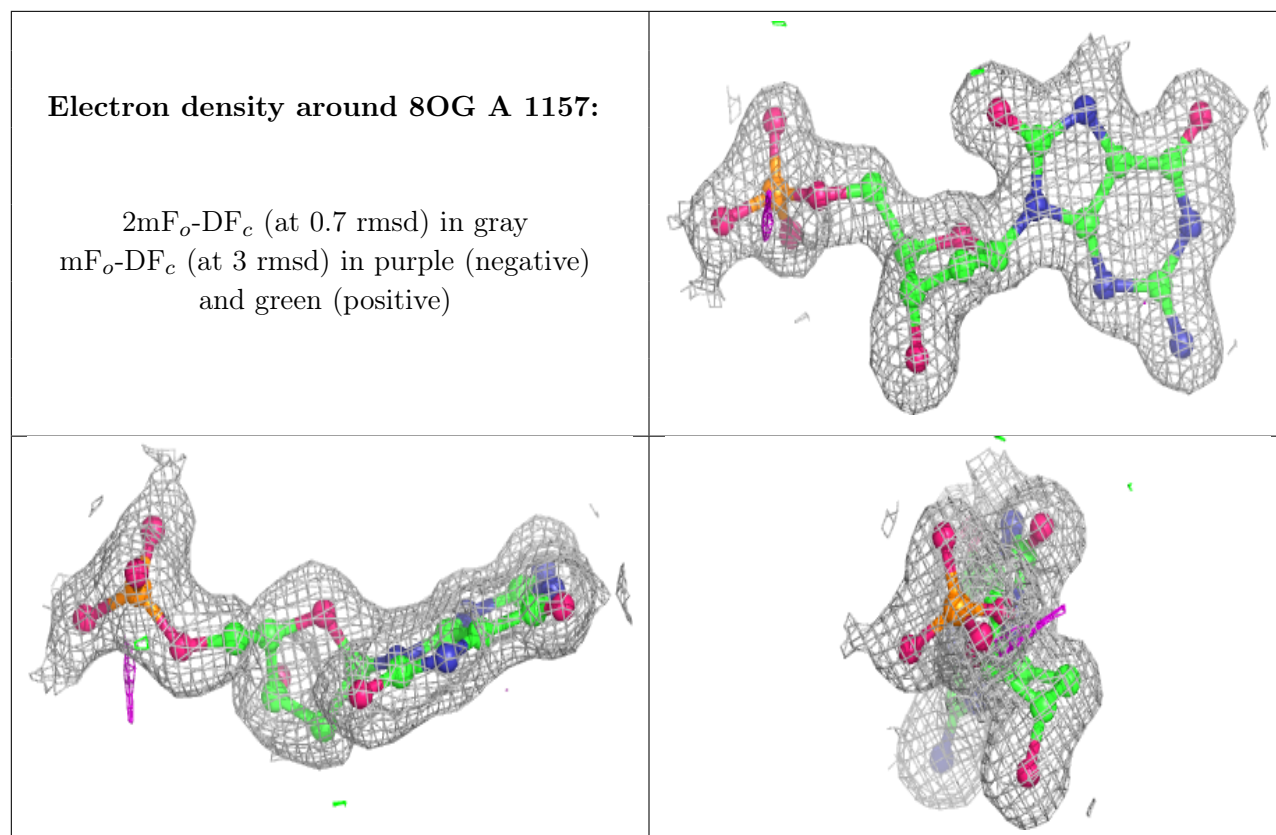 Electron density around 8OG A 1157:
2mFo-DFc (at 0.7 rmsd) in gray
mFo-DFc (at 3 rmsd) in purple (negative)
and green (positive)